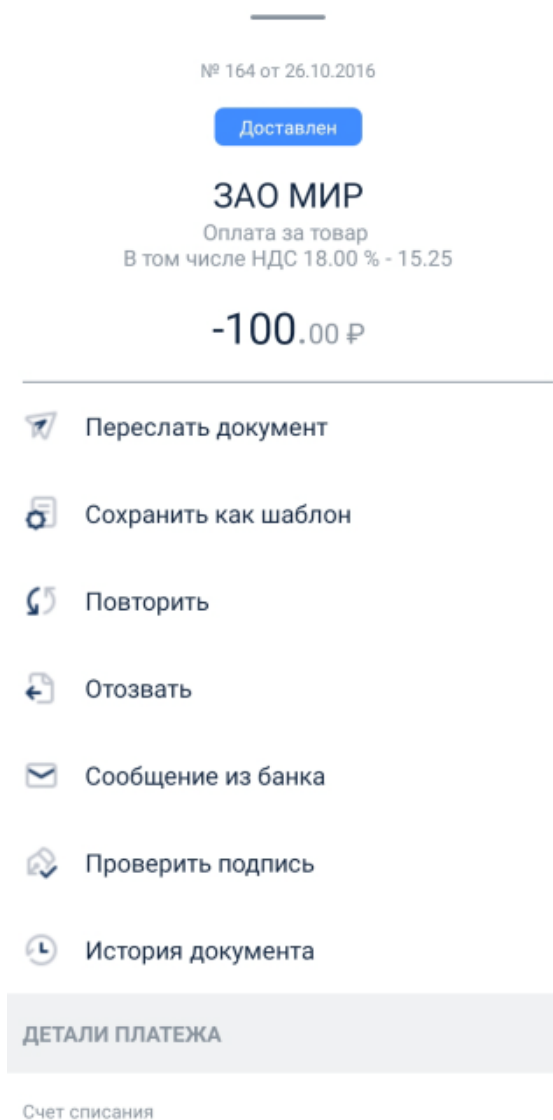 № 164 от 26.10.2016
Доставлен
ЗАО МИР
Оплата за товар
В том числе НДС 18.00 % - 15.25
-100.00 ₽
Переслать документ
Сохранить как шаблон
Повторить
Отозвать
Сообщение из банка
Проверить подпись
История документа
ДЕТАЛИ ПЛАТЕЖА
Счет списания